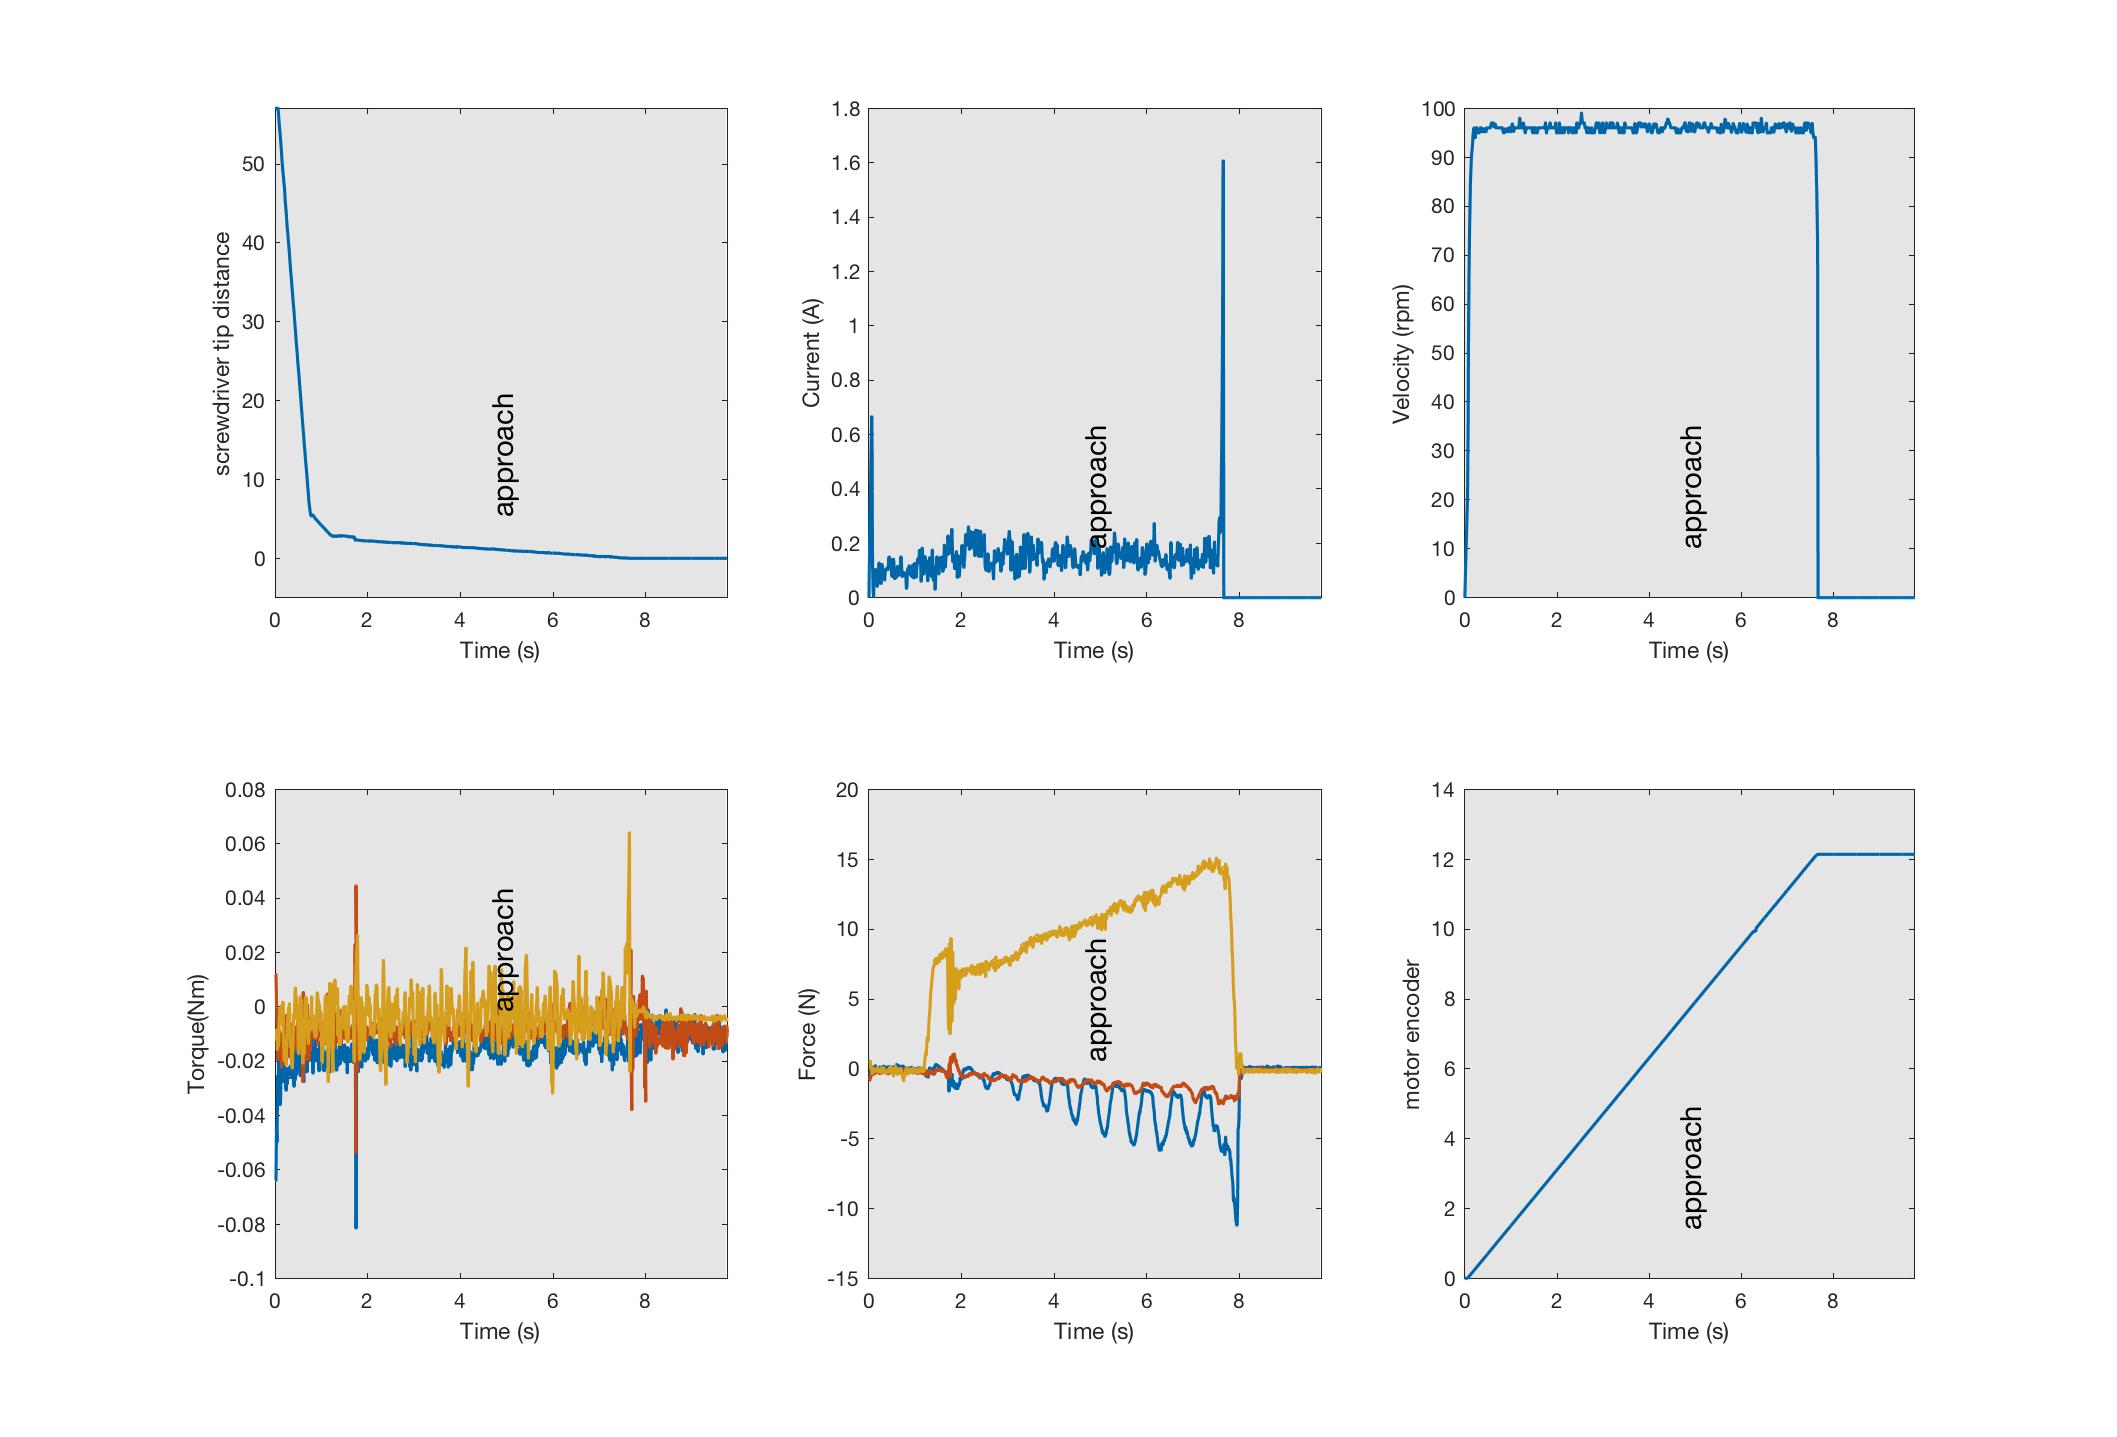 screwdriver tip distance
50
40
30
20
10
0
approach
0 2 4 6 8
Time (s)
Current (A)
1.8
1.6
1.4
1.2
1
0.8
0.6
0.4
0.2
0
approach
0 2 4 6 8
Time (s)
Velocity (rpm)
100
90
80
70
60
50
40
30
20
10
0
approach
0 2 4 6 8
Time (s)
Torque(Nm)
0.08
0.06
0.04
0.02
0
-0.02
-0.04
-0.06
-0.08
-0.1
approach
0 2 4 6 8
Time (s)
Force (N)
20
15
10
5
0
-5
-10
-15
approach
0 2 4 6 8
Time (s)
motor encoder
14
12
10
8
6
4
2
0
approach
0 2 4 6 8
Time (s)